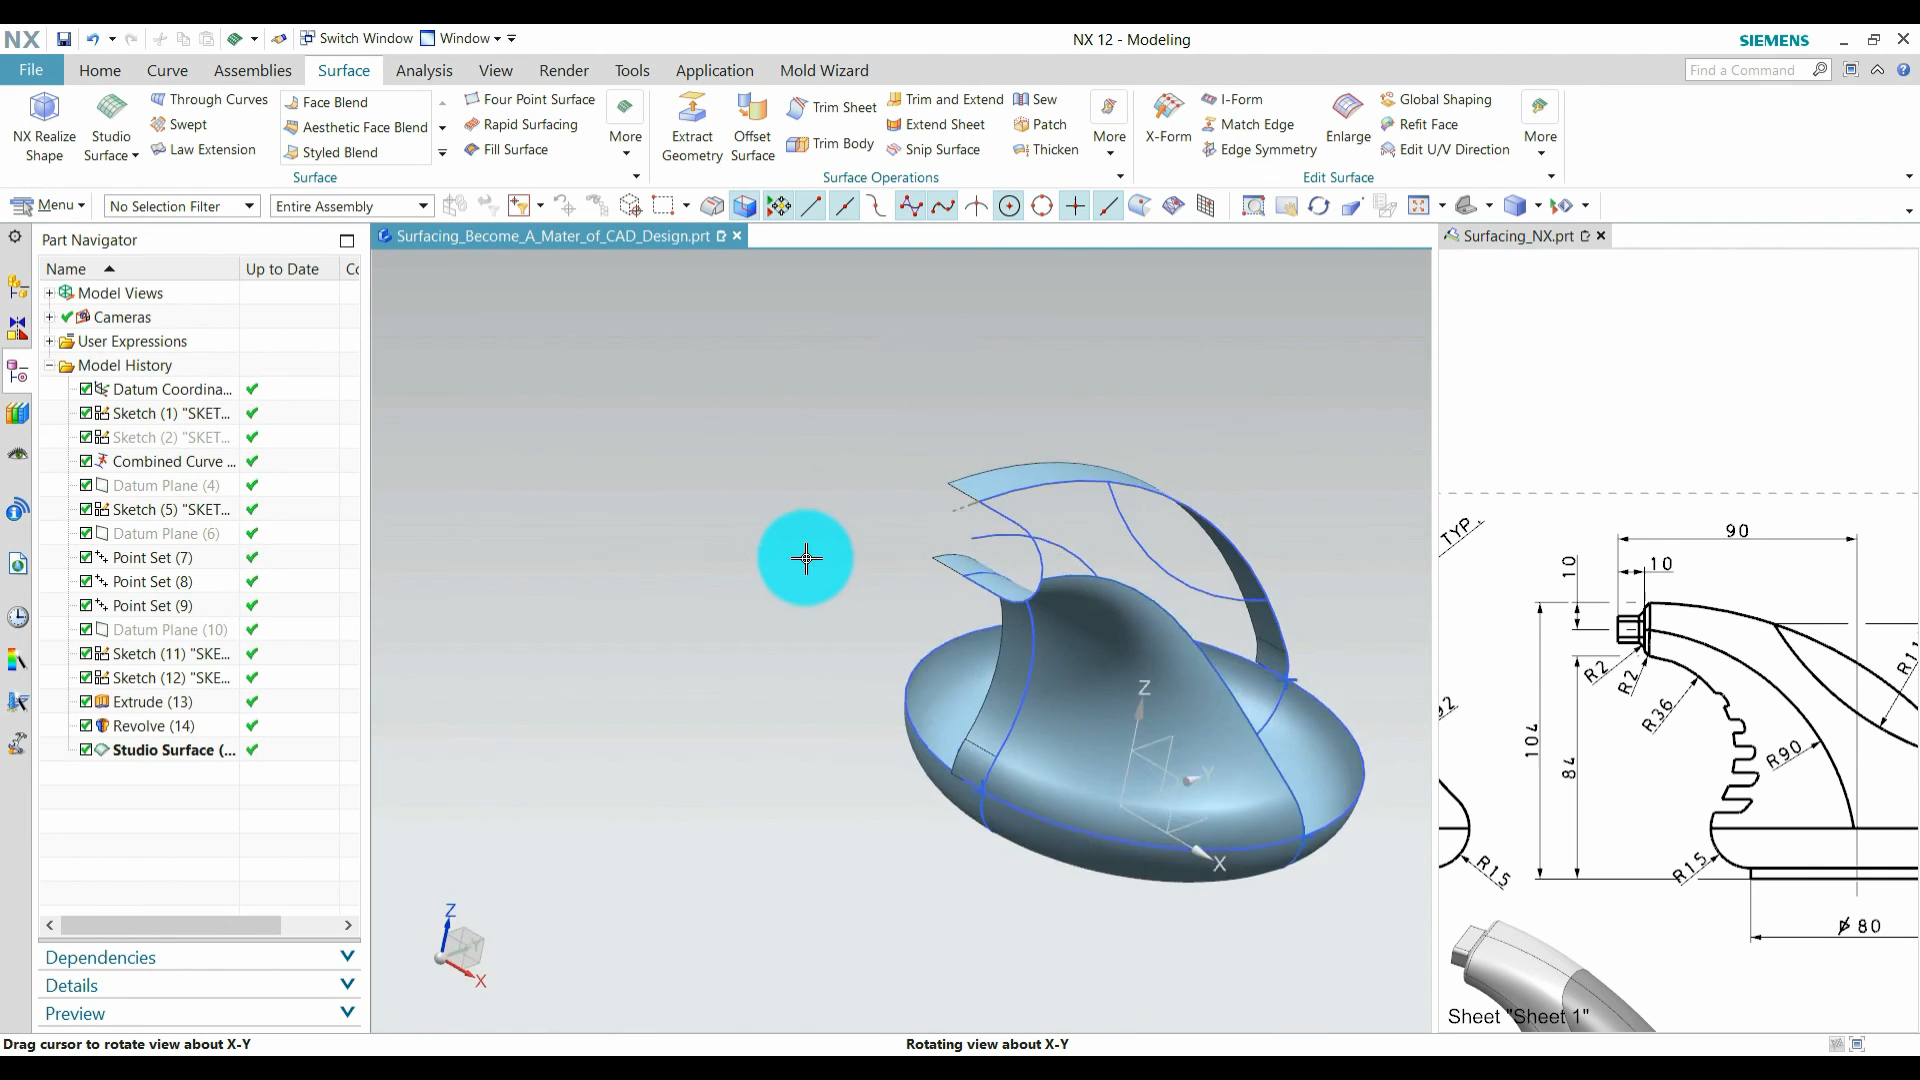 NX Switch Window Window NX 12 - Modeling SIEMENS
File Home Curve Assemblies Surface Analysis View Render Tools Application Mold Wizard Find a Command
NX Realize Shape
Studio Surface
Through Curves
Swept
Law Extension
Face Blend
Aesthetic Face Blend
Styled Blend
Four Point Surface
Rapid Surfacing
Fill Surface
More
Surface
Extract Geometry
Offset Surface
Trim Sheet
Trim Body
Trim and Extend
Extend Sheet
Snip Surface
Sew
Patch
Thicken
More
Surface Operations
X-Form
I-Form
Match Edge
Edge Symmetry
Enlarge
Global Shaping
Refit Face
Edit U/V Direction
More
Edit Surface
Menu No Selection Filter Entire Assembly
Part Navigator
Surfacing_Become_A_Mater_of_CAD_Design.prt
Surfacing_NX.prt
Name Up to Date Cc
Model Views
Cameras
User Expressions
Model History
Datum Coordina...
Sketch (1) "SKET...
Sketch (2) "SKET...
Combined Curve ...
Datum Plane (4)
Sketch (5) "SKET...
Datum Plane (6)
Point Set (7)
Point Set (8)
Point Set (9)
Datum Plane (10)
Sketch (11) "SKE...
Sketch (12) "SKE...
Extrude (13)
Revolve (14)
Studio Surface (...
Dependencies
Details
Preview
Z
Y
X
Z
Y
X
TYP.
90
10
10
R2
R2
R36
R90
R11
104
84
R15
R15
ø 80
Sheet "Sheet 1"
Drag cursor to rotate view about X-Y
Rotating view about X-Y